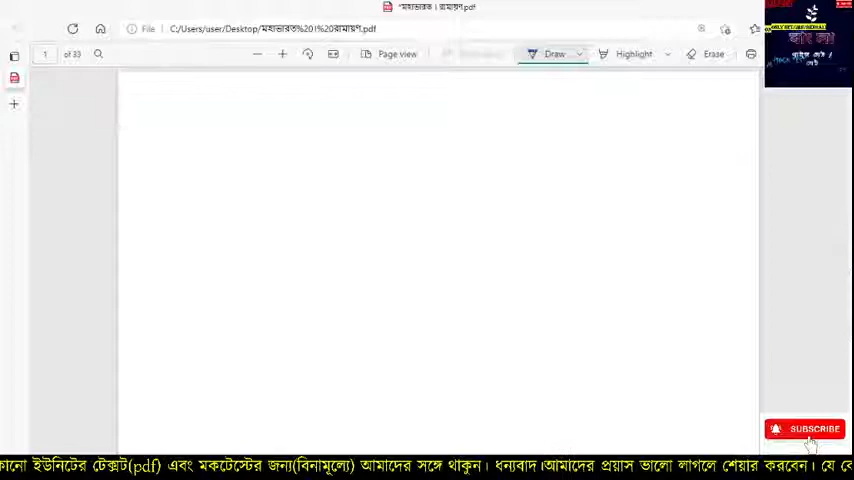 *মহাভারত । রামায়ণ.pdf
File C:/Users/user/Desktop/মহাভারত%20।%20রামায়ণ.pdf
1 of 33 Page view Draw Highlight Erase
SUBSCRIBE
কানো ইউনিটের টেক্সট(pdf) এবং মকটেস্টের জন্য(বিনামূল্যে) আমাদের সঙ্গে থাকুন। ধন্যবাদ।আমাদের প্রয়াস ভালো লাগলে শেয়ার করবেন। যে